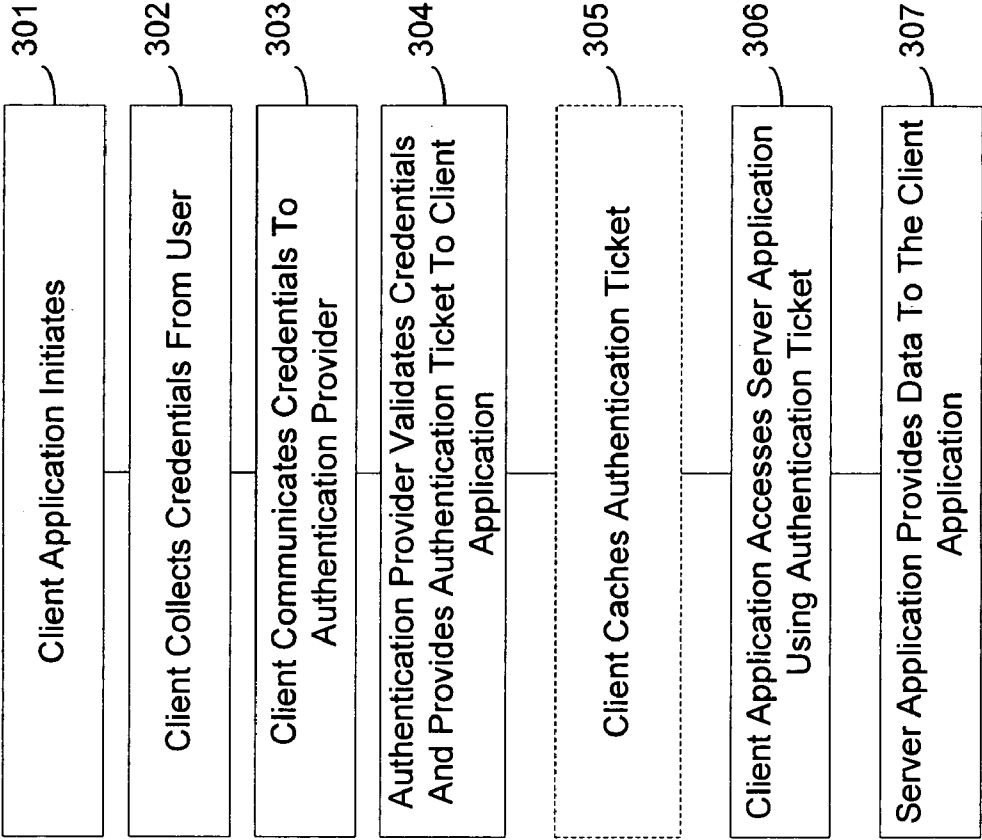 Client Application Initiates
301
Client Collects Credentials From User
302
Client Communicates Credentials To
Authentication Provider
303
Authentication Provider Validates Credentials
And Provides Authentication Ticket To Client
Application
304
Client Caches Authentication Ticket
305
Client Application Accesses Server Application
Using Authentication Ticket
306
Server Application Provides Data To The Client
Application
307